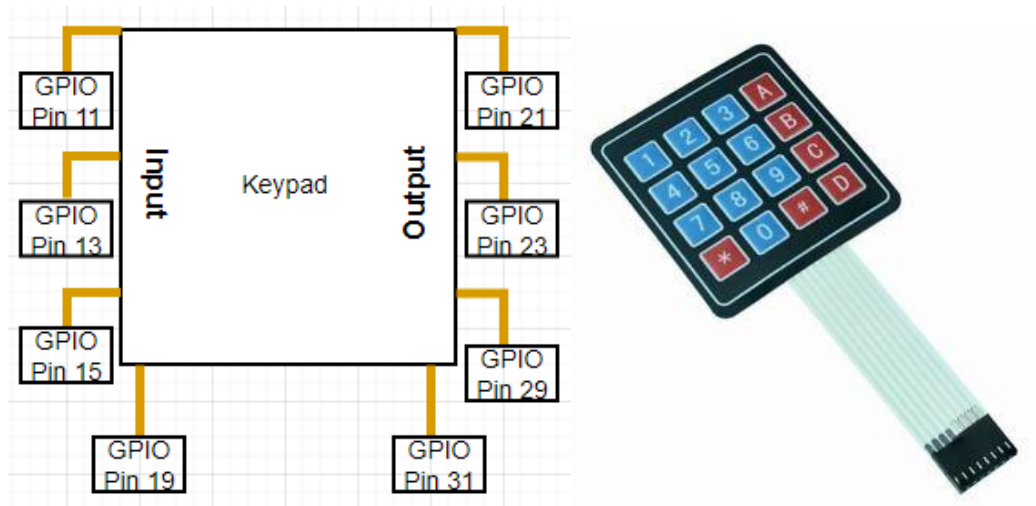 GPIO
Pin 11
GPIO
Pin 13
GPIO
Pin 15
GPIO
Pin 19
Input
Keypad
Output
GPIO
Pin 21
GPIO
Pin 23
GPIO
Pin 29
GPIO
Pin 31
1 2 3 A
4 5 6 B
7 8 9 C
* 0 # D